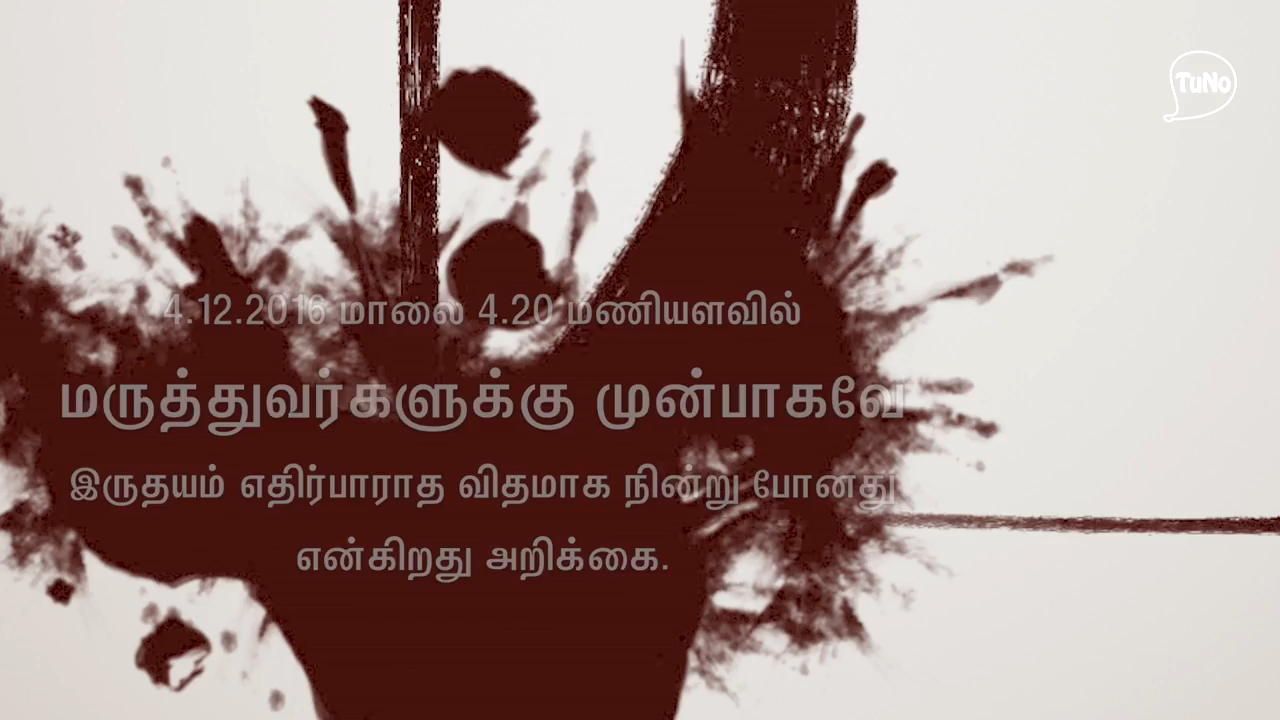 TuNo
4.12.2016 மாலை 4.20 மணியளவில்
மருத்துவர்களுக்கு முன்பாகவே
இருதயம் எதிர்பாராத விதமாக நின்று போனது
என்கிறது அறிக்கை.